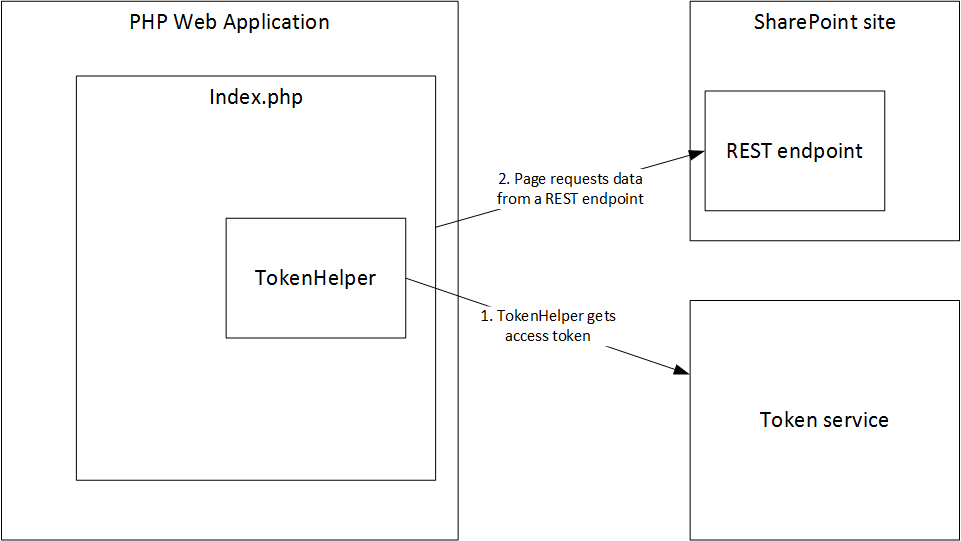 PHP Web Application
Index.php
TokenHelper
2. Page requests data
from a REST endpoint
1. TokenHelper gets
access token
SharePoint site
REST endpoint
Token service